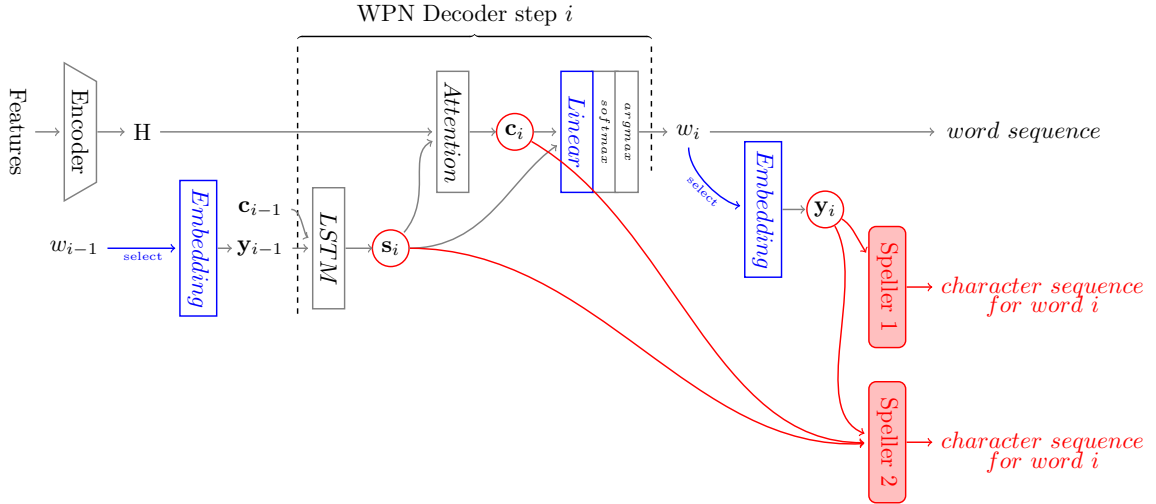 WPN Decoder step i
Features
Encoder
H
Attention
c_i
Linear
softmax
argmax
w_i
word sequence
select
Embedding
y_i
w_{i-1}
select
Embedding
c_{i-1}
y_{i-1}
LSTM
s_i
Speller 1
character sequence
for word i
Speller 2
character sequence
for word i